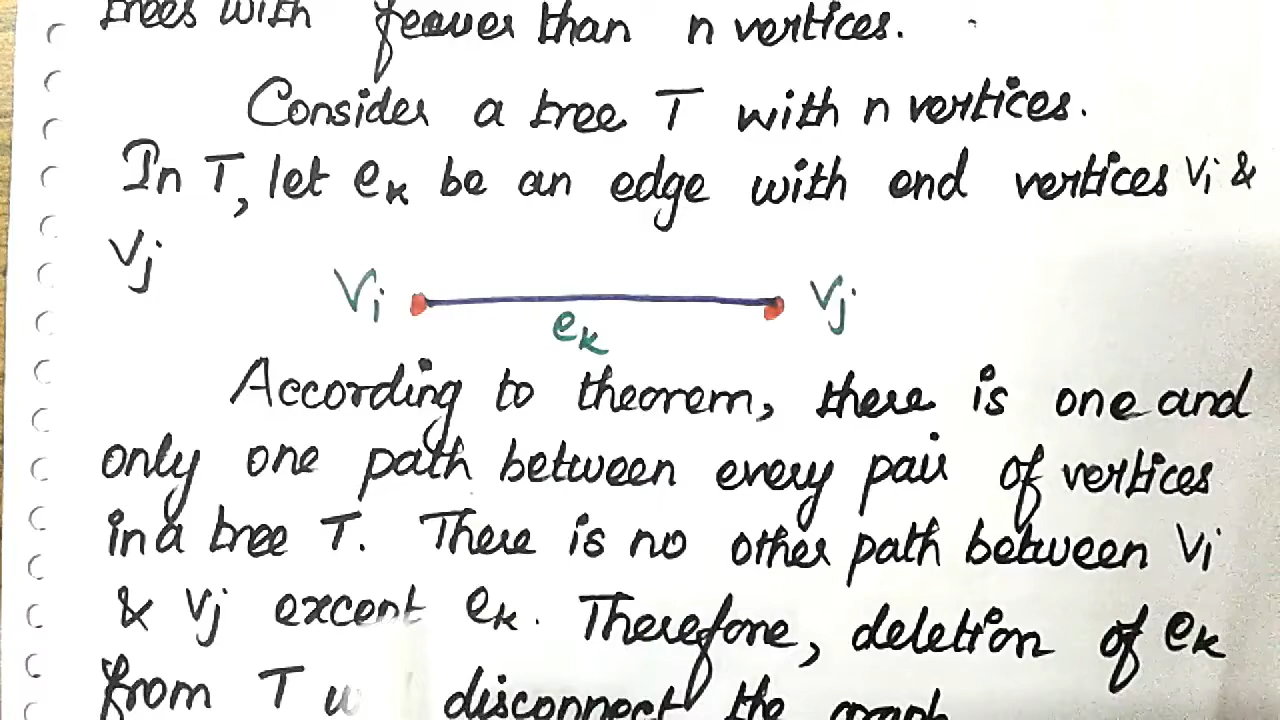 trees with feawer than n vertices.
Consider a tree T with n vertices.
In T, let ek be an edge with end vertices Vi &
Vj
Vi Vj
ek
According to theorem, there is one and
only one path between every pair of vertices
in a tree T. There is no other path between Vi
& Vj except ek. Therefore, deletion of ek
from T disconnect the graph